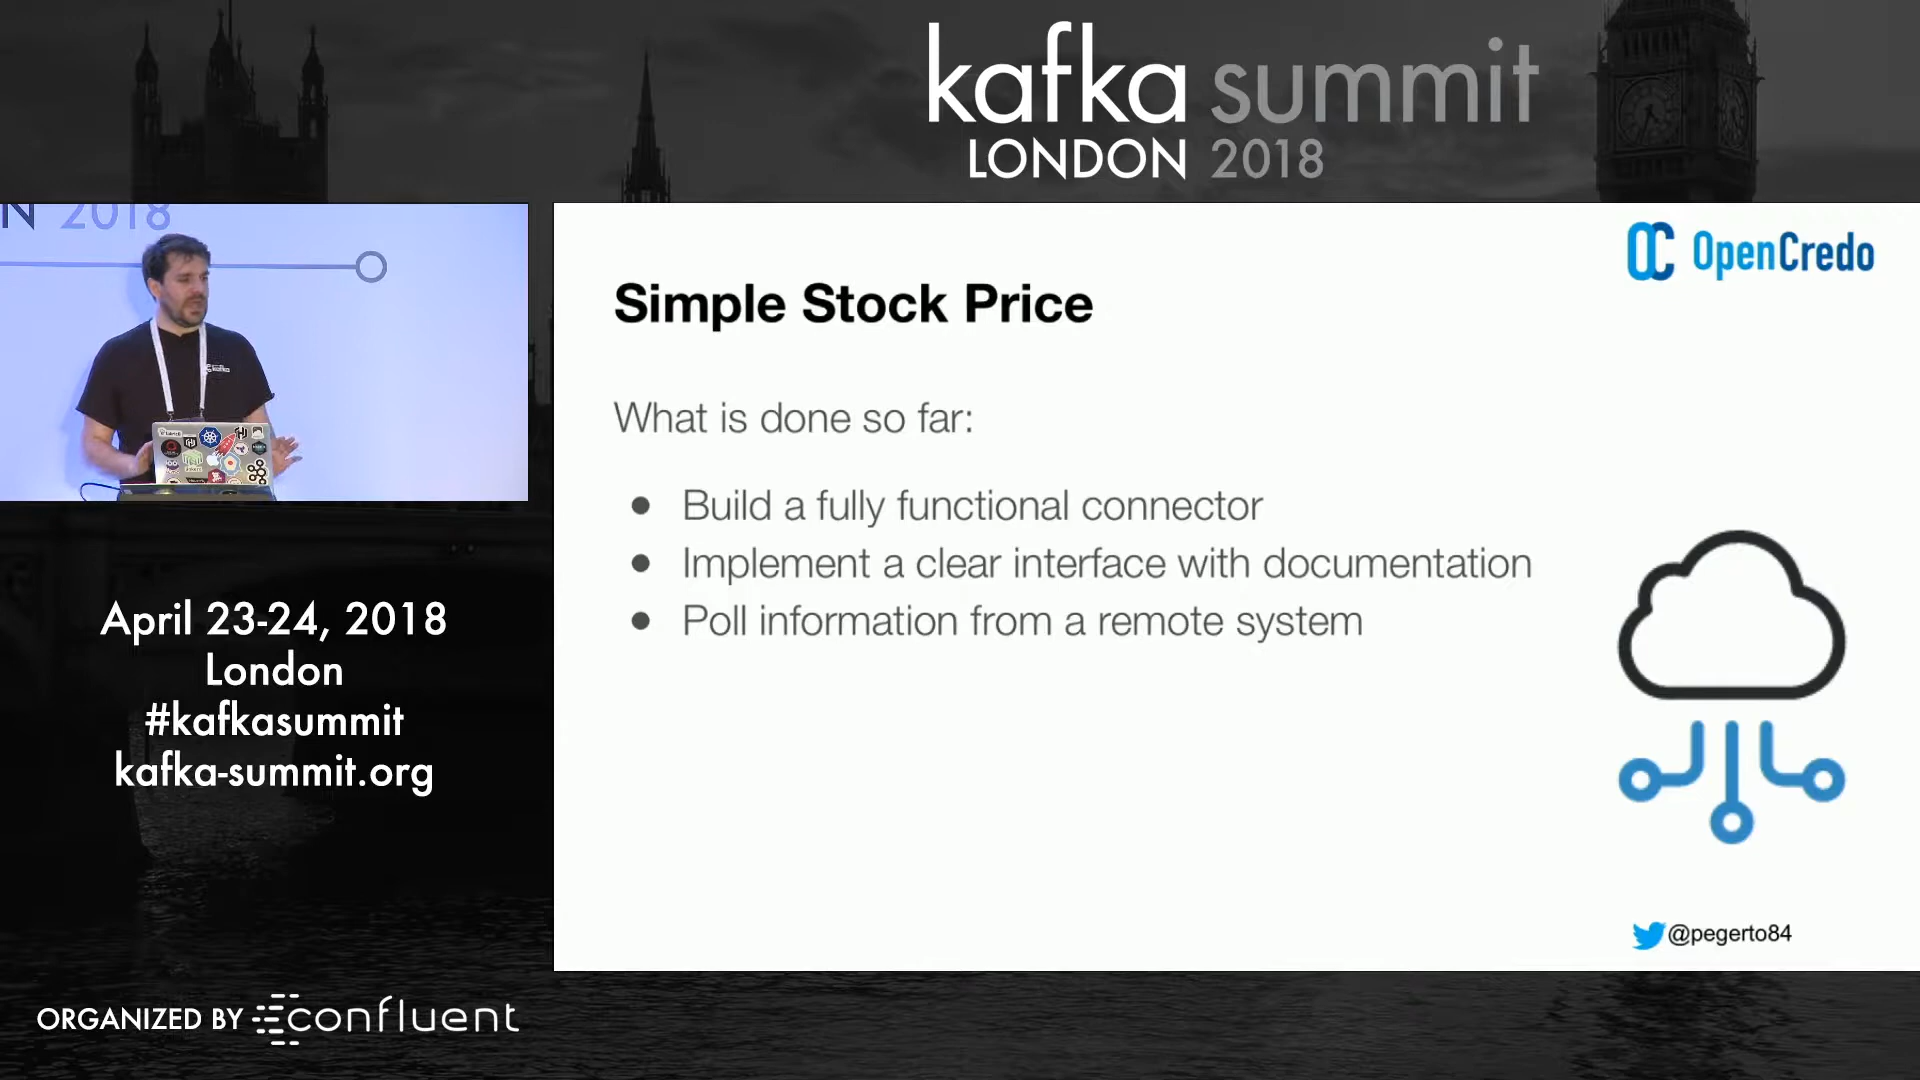 kafka summit
LONDON 2018
N 2018
OpenCredo
Simple Stock Price
What is done so far:
● Build a fully functional connector
● Implement a clear interface with documentation
● Poll information from a remote system
April 23-24, 2018
London
#kafkasummit
kafka-summit.org
@pegerto84
ORGANIZED BY confluent